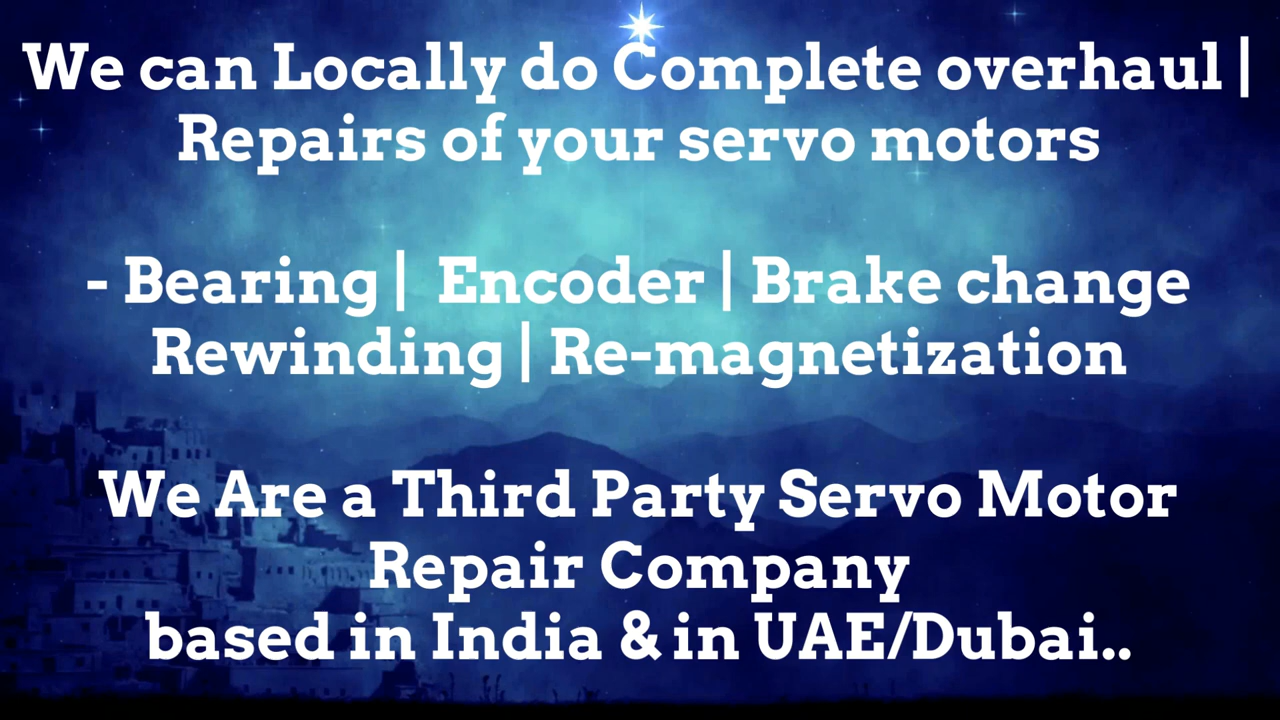 We can Locally do Complete overhaul |
Repairs of your servo motors
- Bearing |  Encoder | Brake change
Rewinding | Re-magnetization
We Are a Third Party Servo Motor
Repair Company
based in India & in UAE/Dubai..